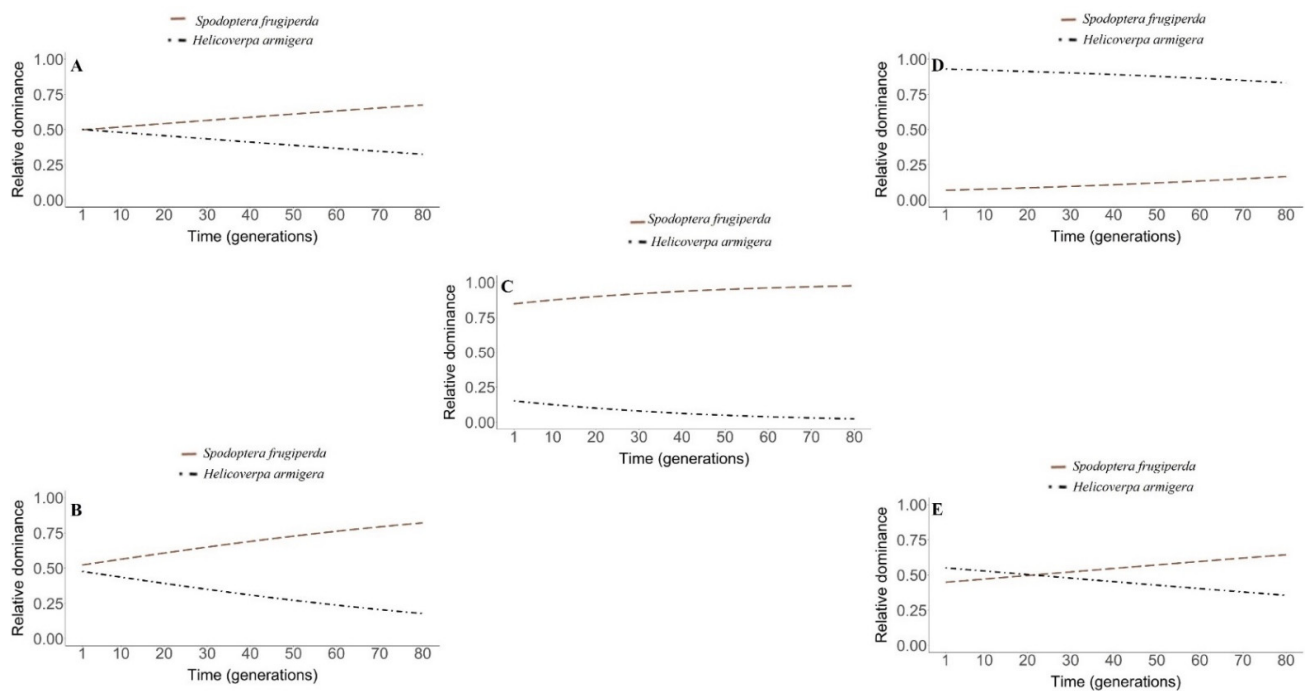 Spodoptera frugiperda
Helicoverpa armigera
A
Relative dominance
1.00
0.75
0.50
0.25
0.00
1 10 20 30 40 50 60 70 80
Time (generations)
Spodoptera frugiperda
Helicoverpa armigera
D
Relative dominance
1.00
0.75
0.50
0.25
0.00
1 10 20 30 40 50 60 70 80
Time (generations)
Spodoptera frugiperda
Helicoverpa armigera
C
Relative dominance
1.00
0.75
0.50
0.25
0.00
1 10 20 30 40 50 60 70 80
Time (generations)
Spodoptera frugiperda
Helicoverpa armigera
B
Relative dominance
1.00
0.75
0.50
0.25
0.00
1 10 20 30 40 50 60 70 80
Time (generations)
Spodoptera frugiperda
Helicoverpa armigera
E
Relative dominance
1.00
0.75
0.50
0.25
0.00
1 10 20 30 40 50 60 70 80
Time (generations)